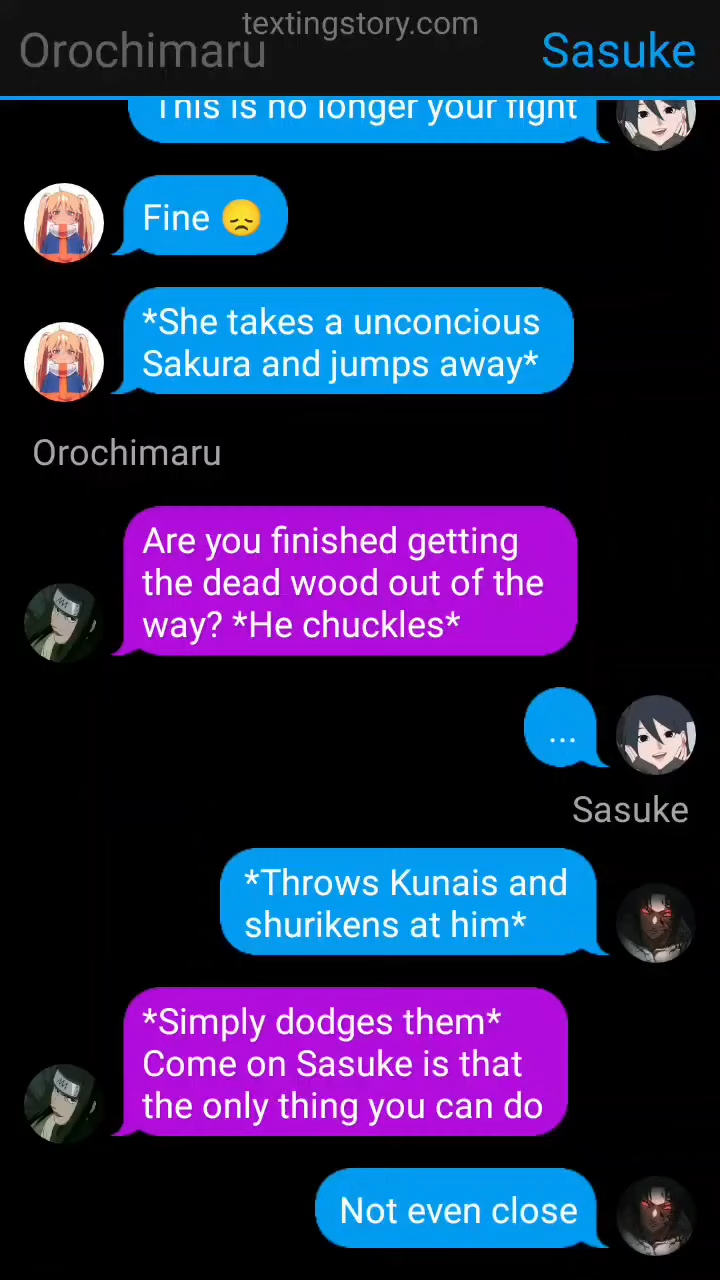 textingstory.com
Orochimaru
Sasuke
This is no longer your fight
Fine 😞
*She takes a unconcious
Sakura and jumps away*
Orochimaru
Are you finished getting
the dead wood out of the
way? *He chuckles*
...
Sasuke
*Throws Kunais and
shurikens at him*
*Simply dodges them*
Come on Sasuke is that
the only thing you can do
Not even close